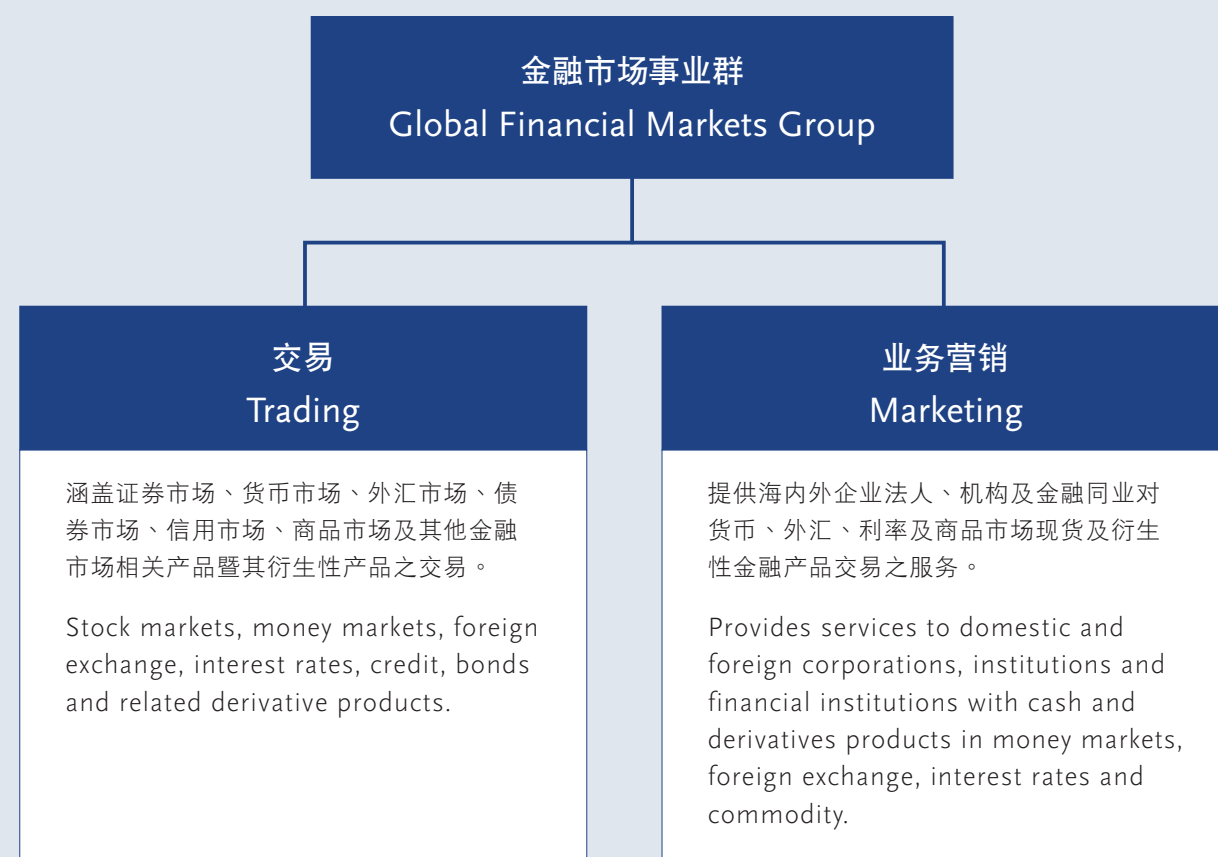 金融市场事业群
Global Financial Markets Group
交易
Trading
涵盖证券市场、货币市场、外汇市场、债
券市场、信用市场、商品市场及其他金融
市场相关产品暨其衍生性产品之交易。
Stock markets, money markets, foreign
exchange, interest rates, credit, bonds
and related derivative products.
业务营销
Marketing
提供海内外企业法人、机构及金融同业对
货币、外汇、利率及商品市场现货及衍生
性金融产品交易之服务。
Provides services to domestic and
foreign corporations, institutions and
financial institutions with cash and
derivatives products in money markets,
foreign exchange, interest rates and
commodity.